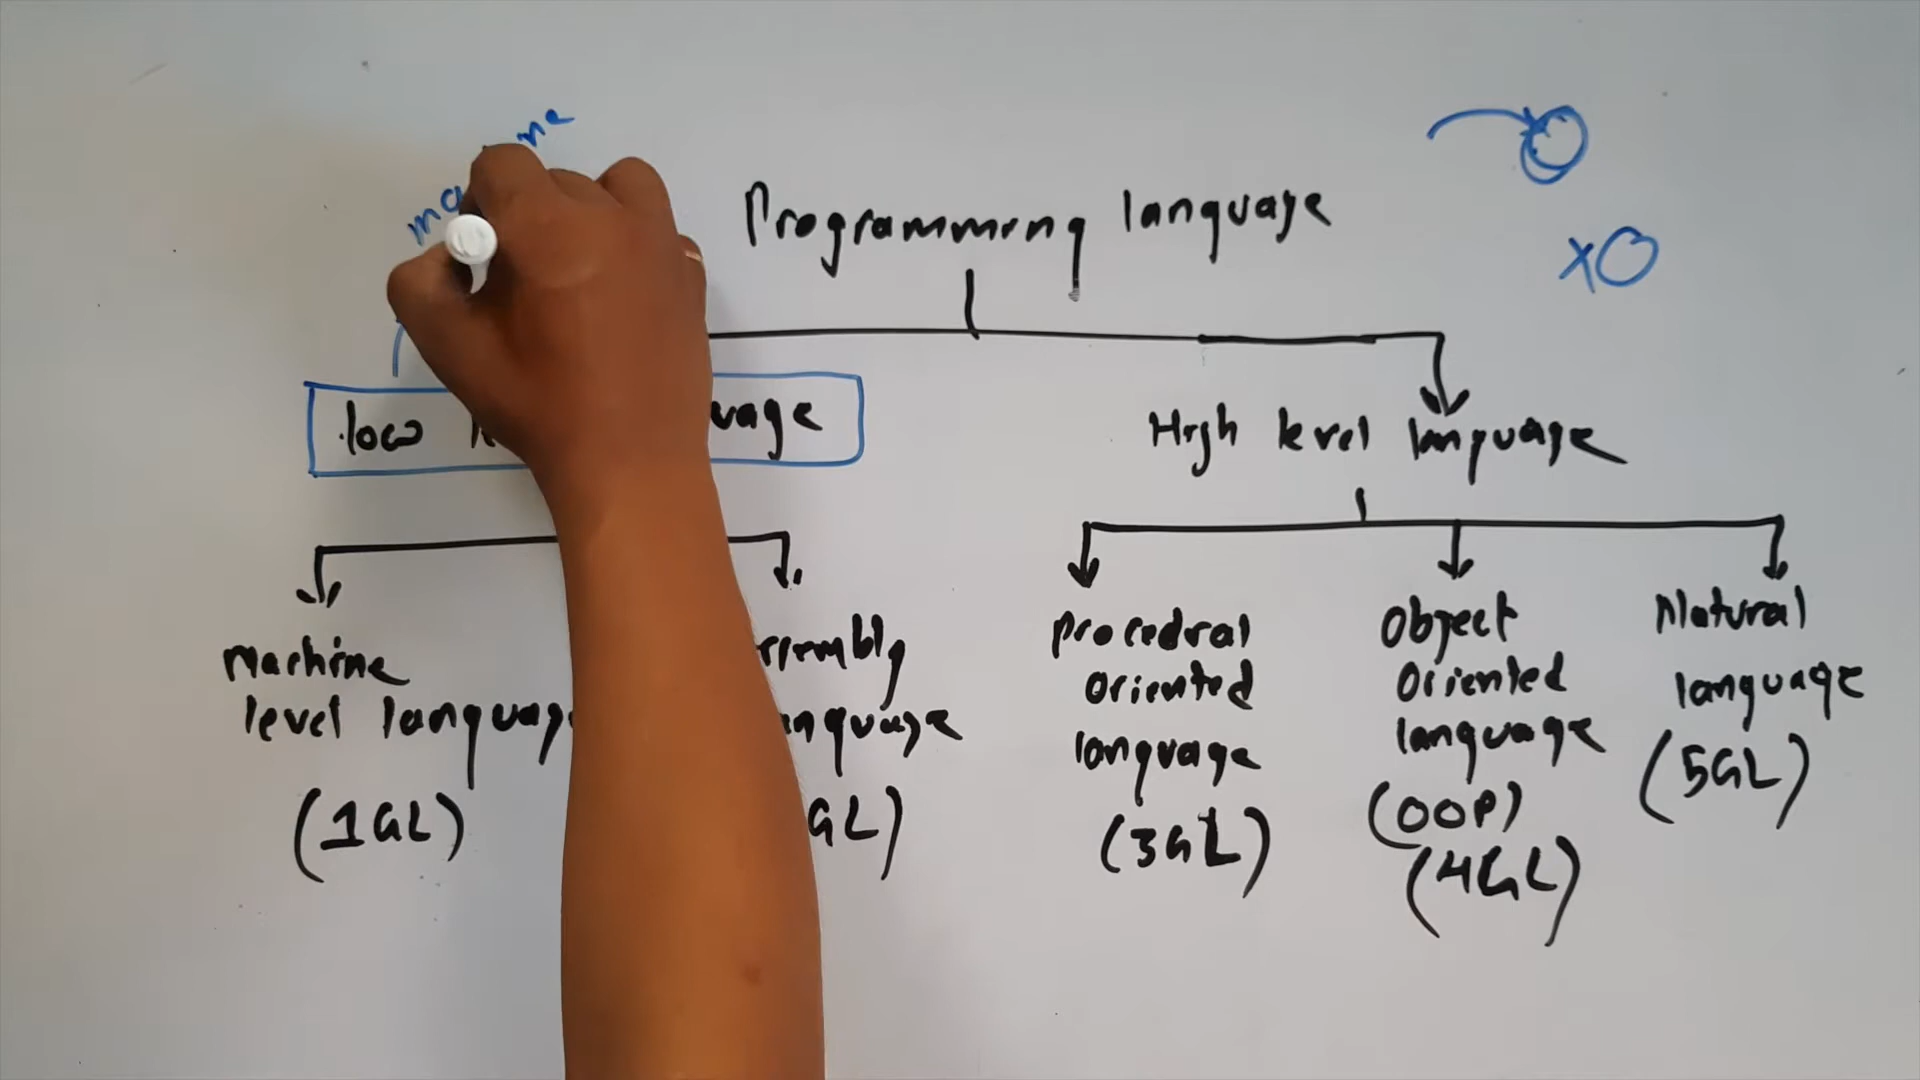 Programming language
low
High level language
Machine
level language
(1GL)
Procedral
Oriented
language
(3GL)
Object
Oriented
language
(OOP)
(4GL)
Natural
language
(5GL)